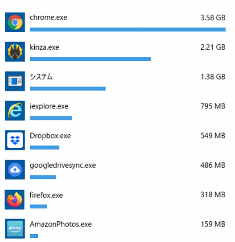 chrome.exe 3.58 GB
kinza.exe 2.21 GB
システム 1.38 GB
iexplore.exe 795 MB
Dropbox.exe 549 MB
googledrivesync.exe 486 MB
firefox.exe 318 MB
AmazonPhotos.exe 159 MB